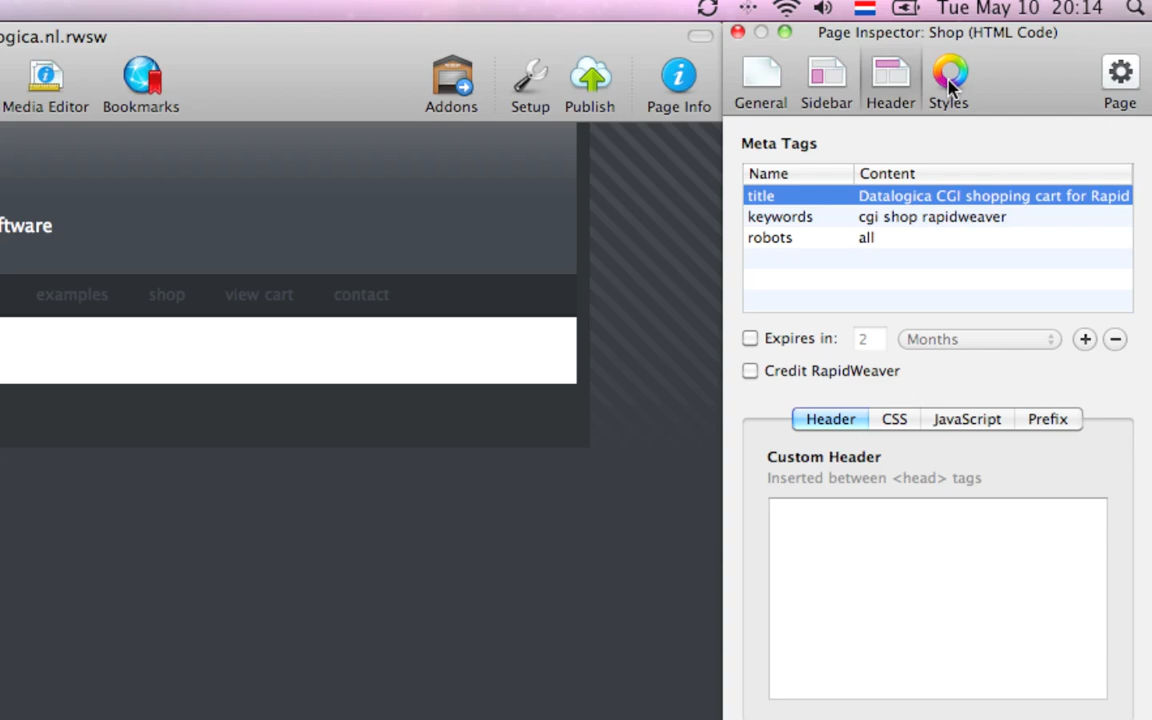 Tue May 10 20:14
ogica.nl.rwsw
Media Editor
Bookmarks
Addons
Setup
Publish
Page Info
ftware
examples
shop
view cart
contact
Page Inspector: Shop (HTML Code)
General
Sidebar
Header
Styles
Page
Meta Tags
Name Content
title Datalogica CGI shopping cart for Rapid
keywords cgi shop rapidweaver
robots all
Expires in: 2 Months
Credit RapidWeaver
Header CSS JavaScript Prefix
Custom Header
Inserted between <head> tags